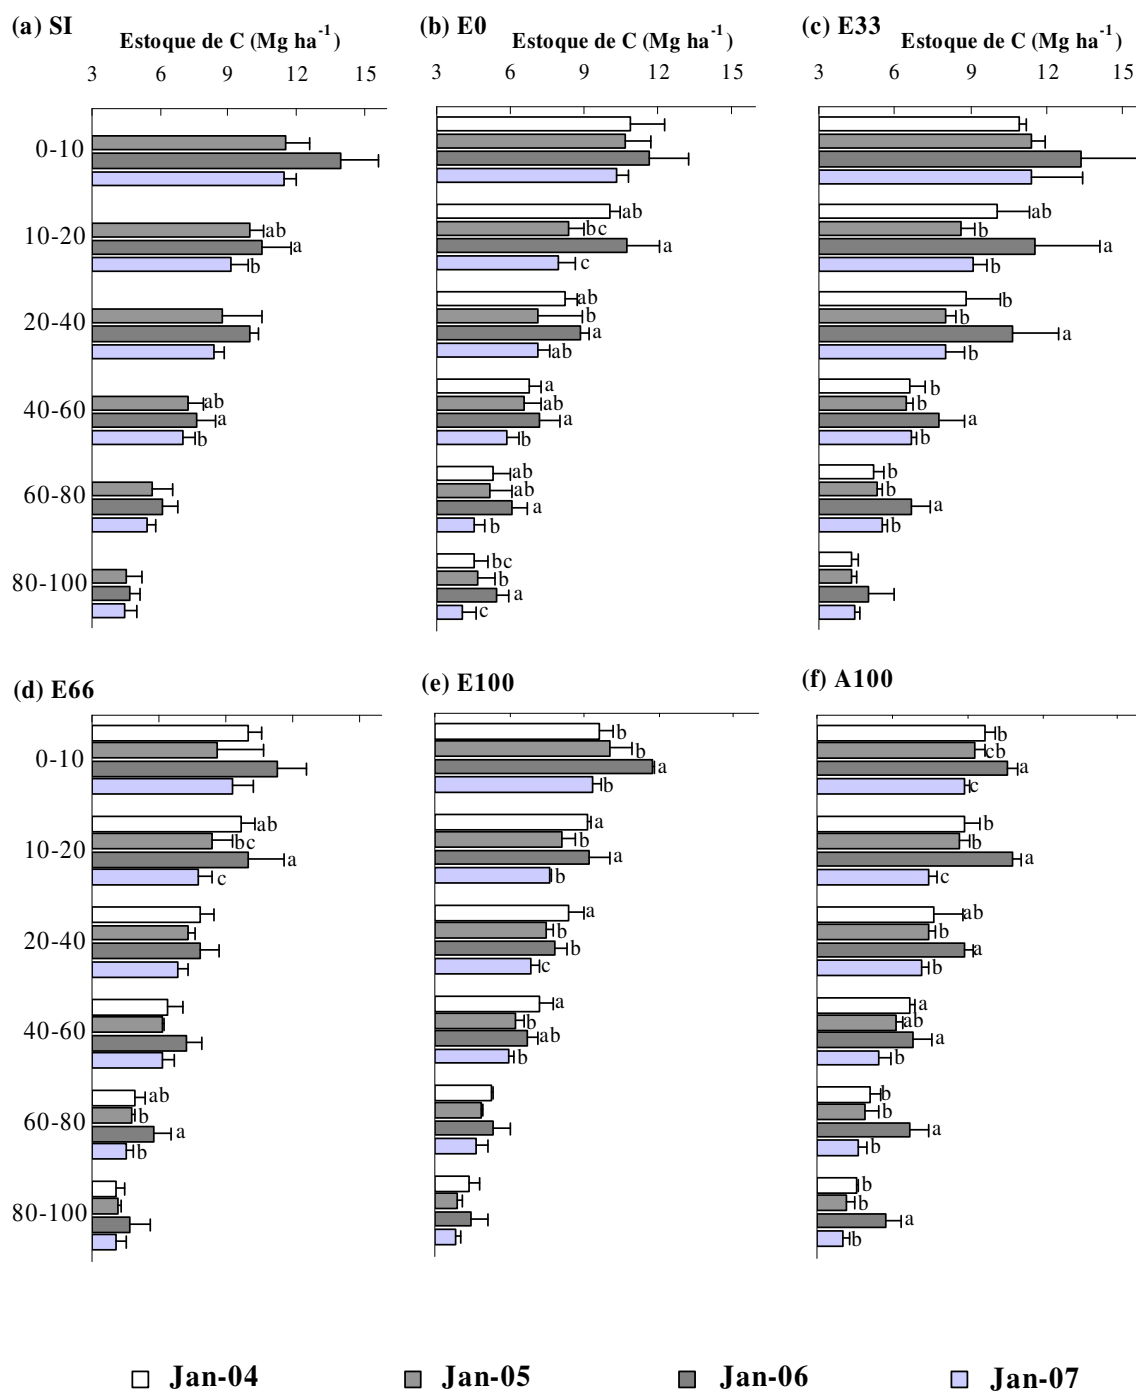 (a) SI (b) E0 (c) E33
Estoque de C (Mg ha⁻¹) Estoque de C (Mg ha⁻¹) Estoque de C (Mg ha⁻¹)
3 6 9 12 15 3 6 9 12 15 3 6 9 12 15
0-10
ab ab ab
10-20 bc b
a a a
b c b
ab b
20-40 b b
a a
ab b
a b
40-60 ab ab b
a a a
b b b
ab b
60-80 ab b
a a
b b
bc
80-100 b
a
c
(d) E66 (e) E100 (f) A100
b b
0-10 b cb
a a
b c
ab a b
10-20 bc b b
a a a
c b c
a ab
20-40 b b
b a
c b
a a
40-60 b ab
ab a
b b
ab b
60-80 b b
a a
b b
b
80-100 b
a
b
Jan-04 Jan-05 Jan-06 Jan-07